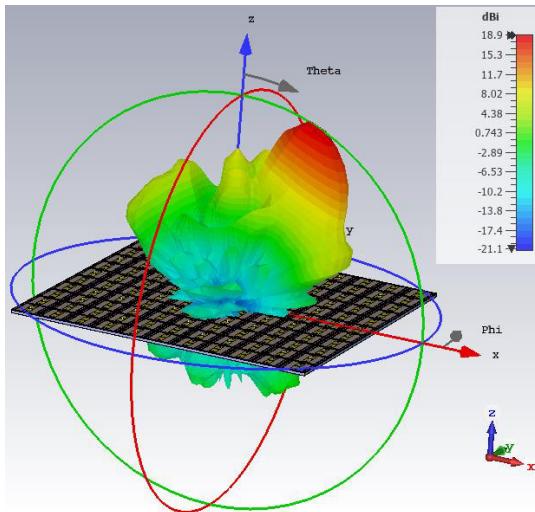 dBi
18.9
15.3
11.7
8.02
4.38
0.743
-2.89
-6.53
-10.2
-13.8
-17.4
-21.1
z
Theta
y
Phi
x
z
y
x